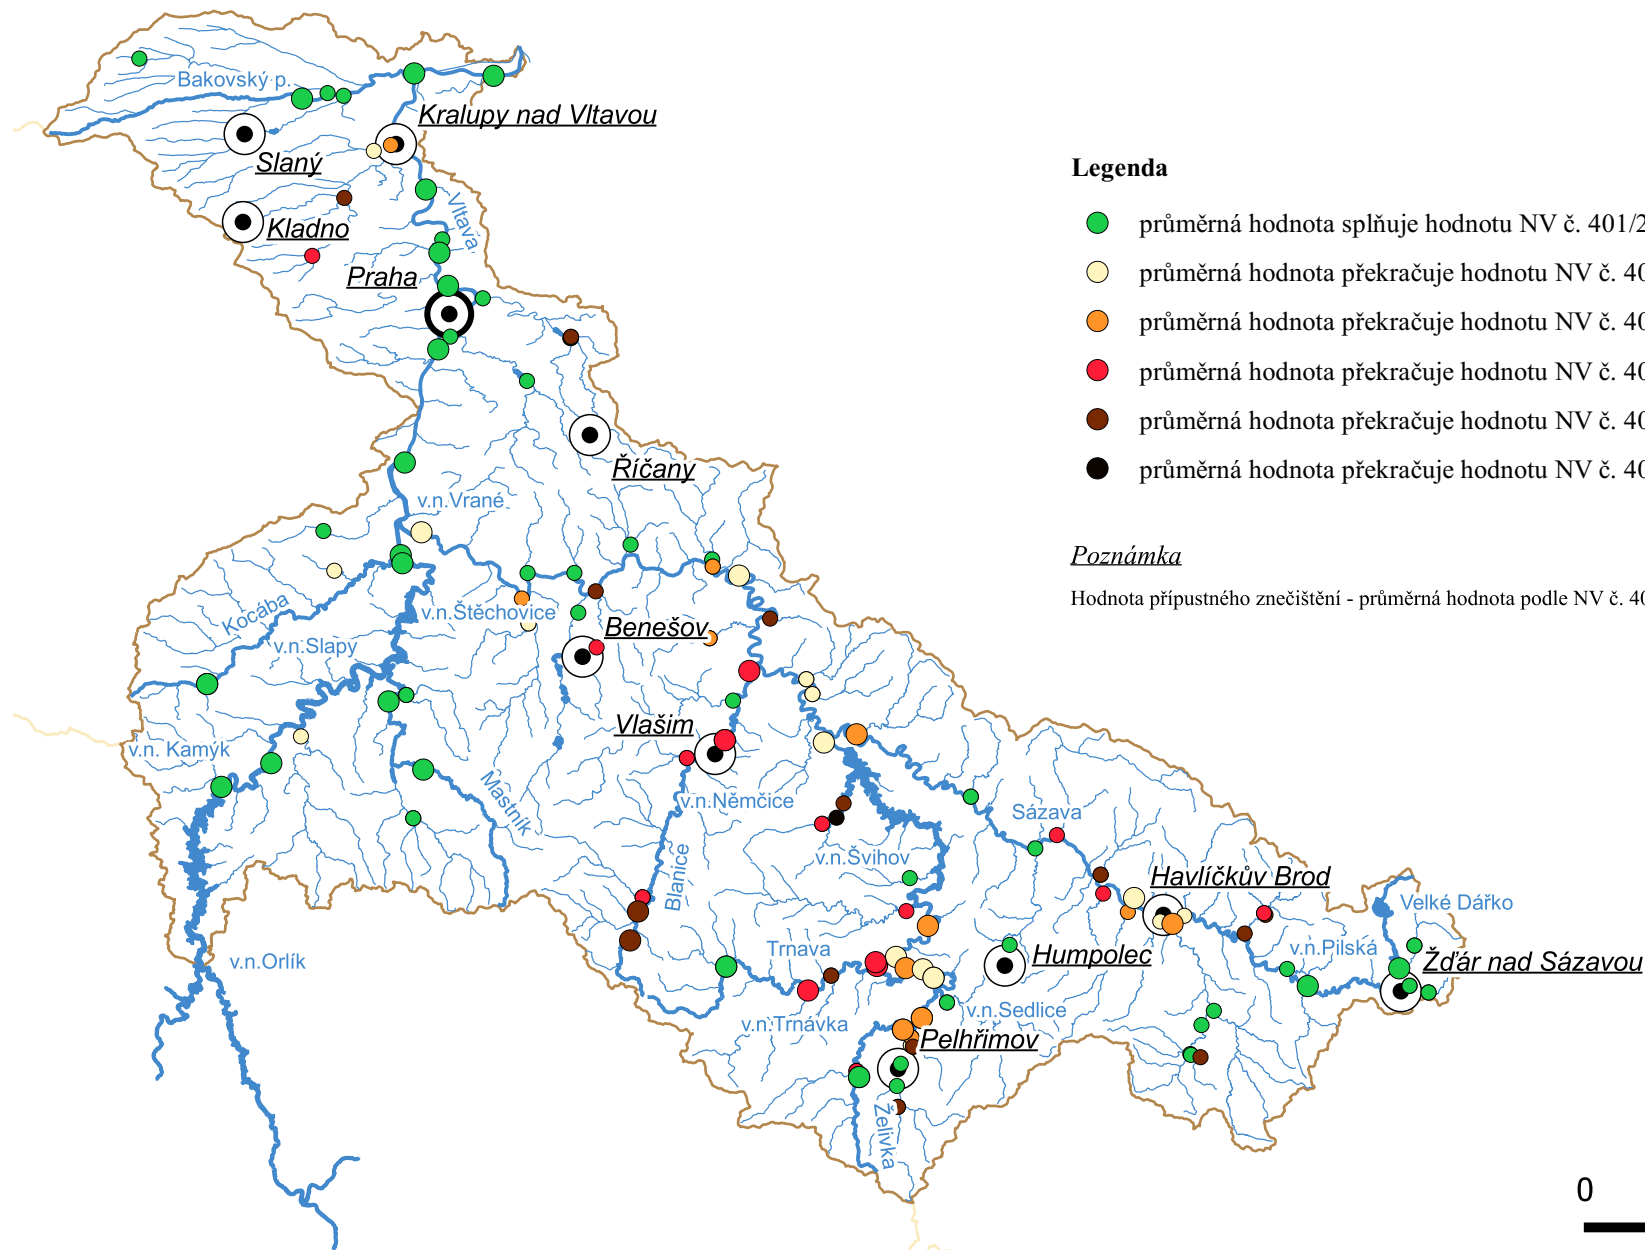 Bakovský p.
Kralupy nad Vltavou
Slaný
Vltava
Kladno
Praha
Říčany
v.n.Vrané
Kocába
v.n.Štěchovice
v.n.Slapy
Benešov
Vlašim
v.n. Kamýk
Mastník
v.n.Němčice
Sázava
v.n.Švihov
Blanice
Havlíčkův Brod
Velké Dářko
Trnava
Humpolec
v.n.Pilská
Žďár nad Sázavou
v.n.Orlík
v.n.Sedlice
v.n.Trnávka
Pelhřimov
Želivka
Legenda
průměrná hodnota splňuje hodnotu NV č. 401/2
průměrná hodnota překračuje hodnotu NV č. 40
průměrná hodnota překračuje hodnotu NV č. 40
průměrná hodnota překračuje hodnotu NV č. 40
průměrná hodnota překračuje hodnotu NV č. 40
průměrná hodnota překračuje hodnotu NV č. 40
Poznámka
Hodnota přípustného znečištění - průměrná hodnota podle NV č. 40
0